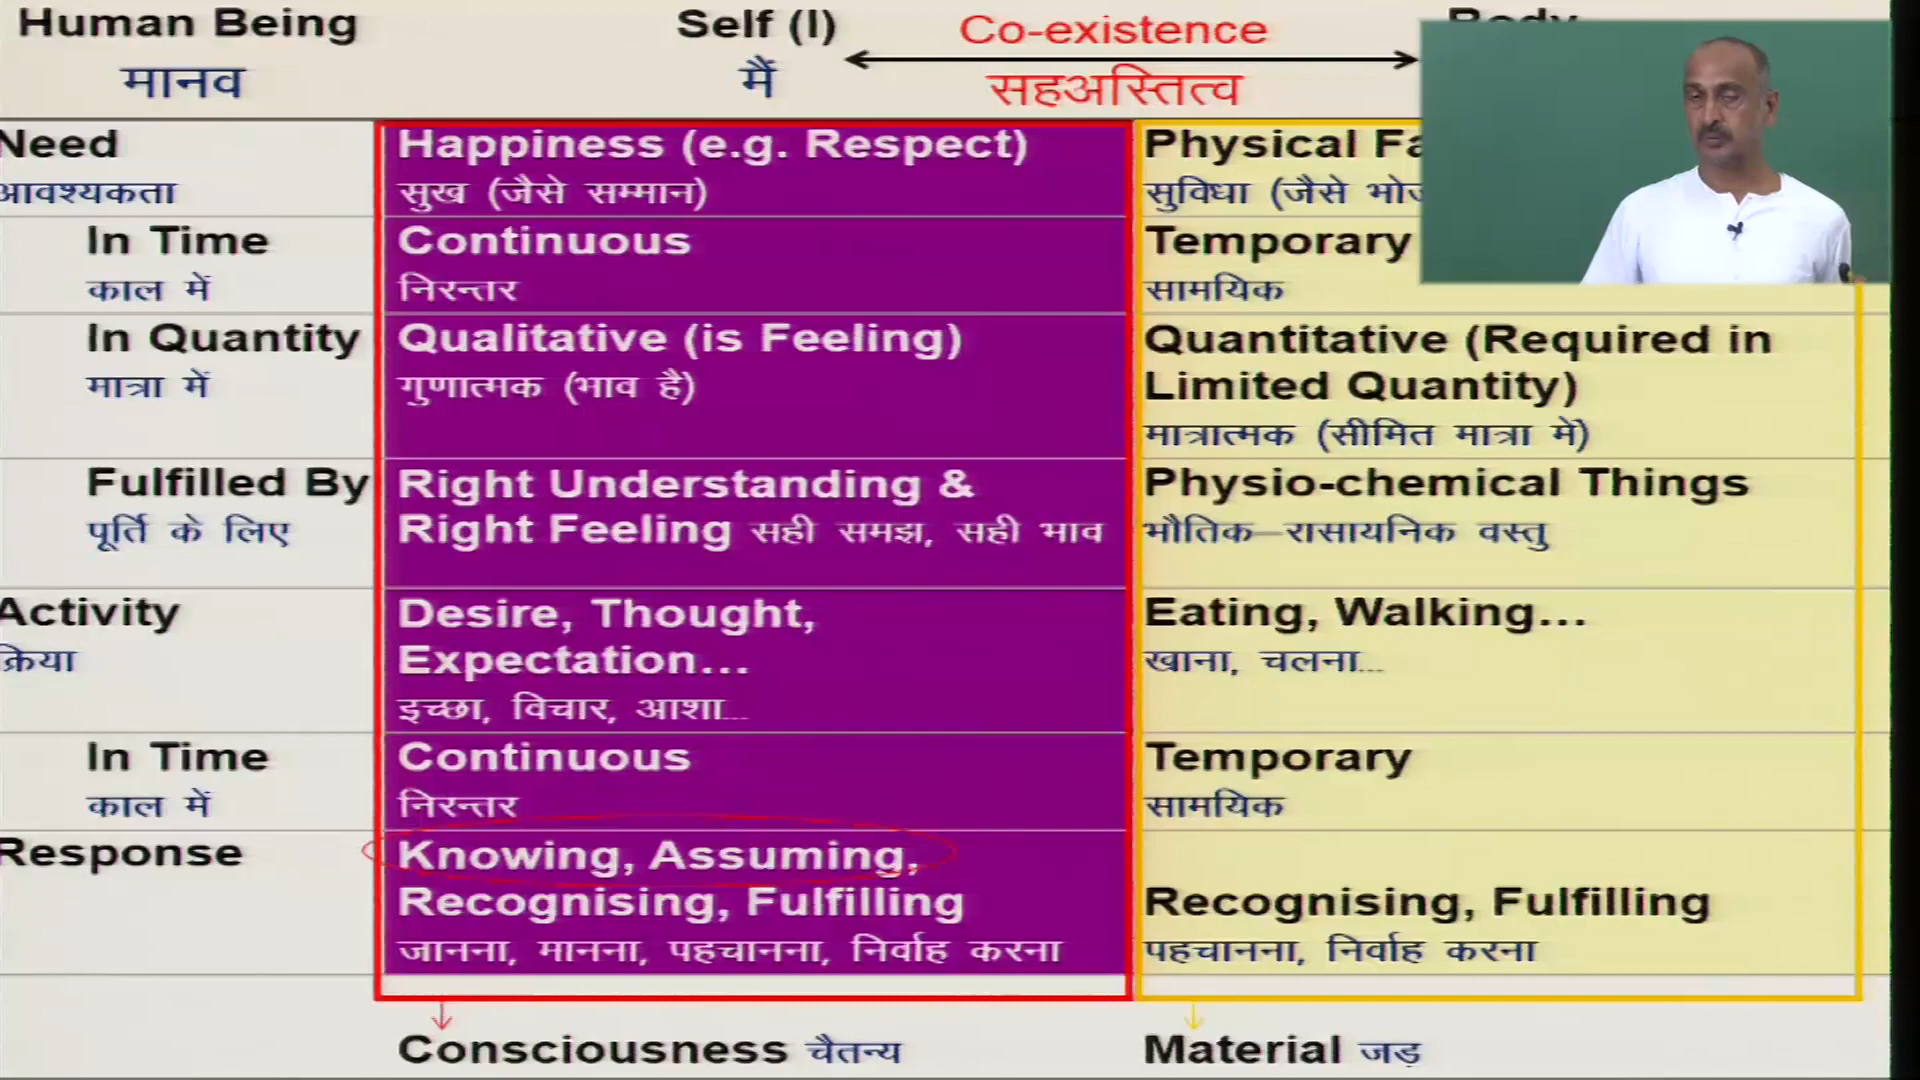 Human Being
मानव
Self (I)
मैं
Co-existence
सहअस्तित्व
Body
Need
आवश्यकता
Happiness (e.g. Respect)
सुख (जैसे सम्मान)
Physical Fa
सुविधा (जैसे
In Time
काल में
Continuous
निरन्तर
Temporary
सामयिक
In Quantity
मात्रा में
Qualitative (is Feeling)
गुणात्मक (भाव है)
Quantitative (Required in
Limited Quantity)
मात्रात्मक (सीमित मात्रा में)
Fulfilled By
पूर्ति के लिए
Right Understanding &
Right Feeling सही समझ, सही भाव
Physio-chemical Things
भौतिक–रासायनिक वस्तु
Activity
क्रिया
Desire, Thought,
Expectation...
इच्छा, विचार, आशा...
Eating, Walking...
खाना, चलना...
In Time
काल में
Continuous
निरन्तर
Temporary
सामयिक
Response
Knowing, Assuming,
Recognising, Fulfilling
जानना, मानना, पहचानना, निर्वाह करना
Recognising, Fulfilling
पहचानना, निर्वाह करना
Consciousness चैतन्य
Material जड़